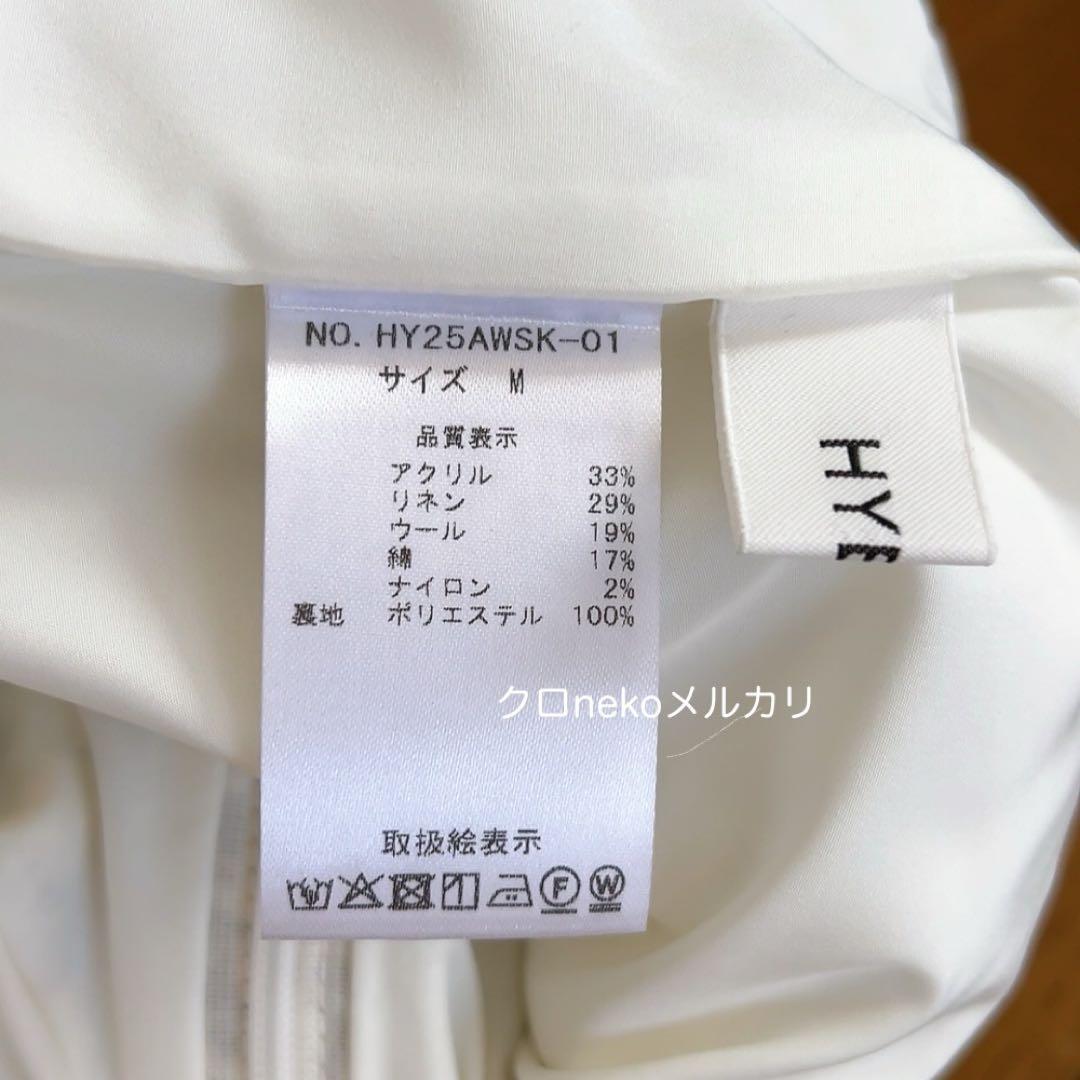 NO. HY25AWSK-01
サイズ M
品質表示
アクリル 33%
リネン 29%
ウール 19%
綿 17%
ナイロン 2%
裏地 ポリエステル 100%
クロnekoメルカリ
取扱絵表示
F W
HYE